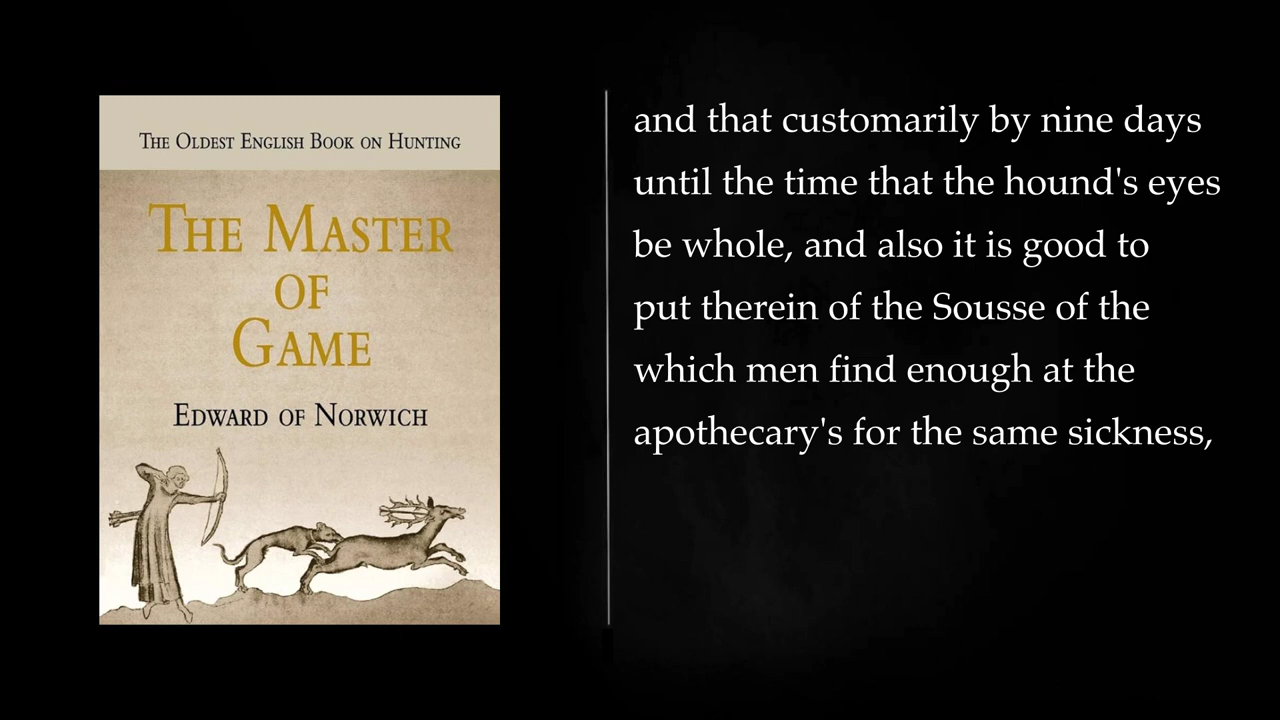 The Oldest English Book on Hunting
The Master
of
Game
Edward of Norwich
and that customarily by nine days
until the time that the hound's eyes
be whole, and also it is good to
put therein of the Sousse of the
which men find enough at the
apothecary's for the same sickness,